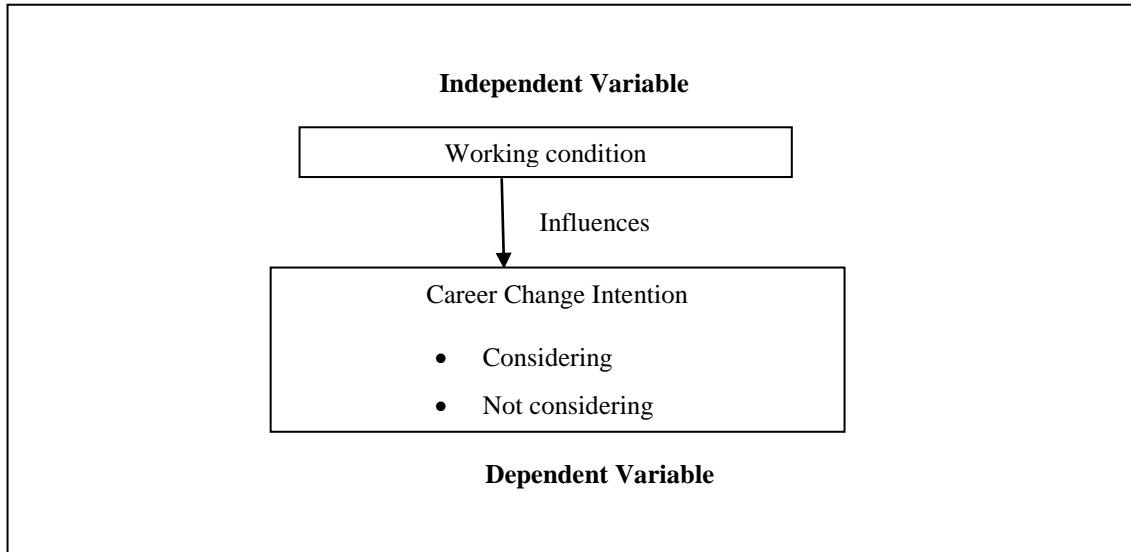 Independent Variable
Working condition
Influences
Career Change Intention
• Considering
• Not considering
Dependent Variable